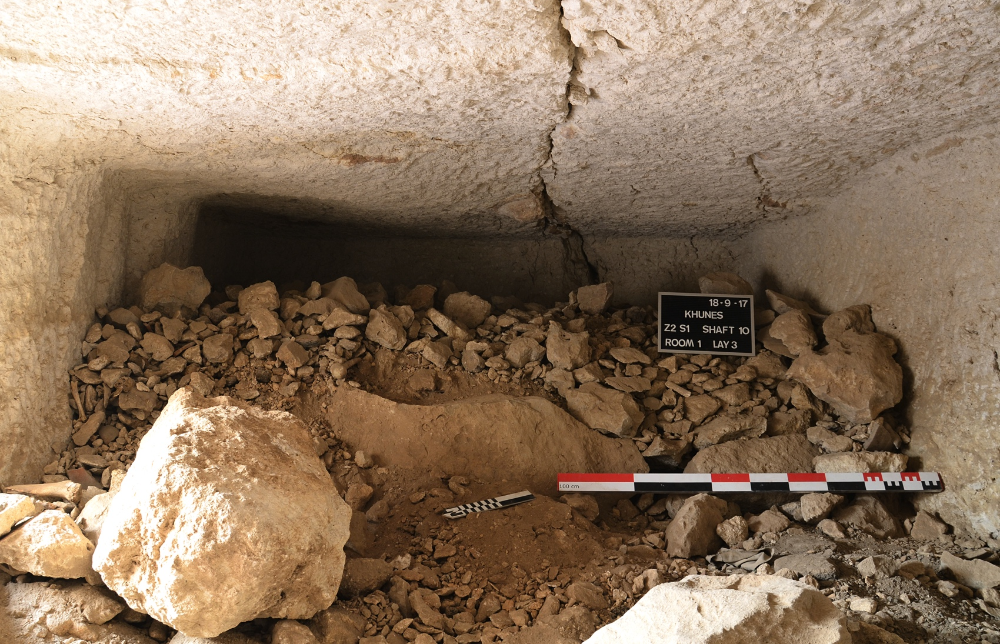 18-9-17
KHUNES
Z2 S1 SHAFT 10
ROOM 1 LAY 3
100 cm
N